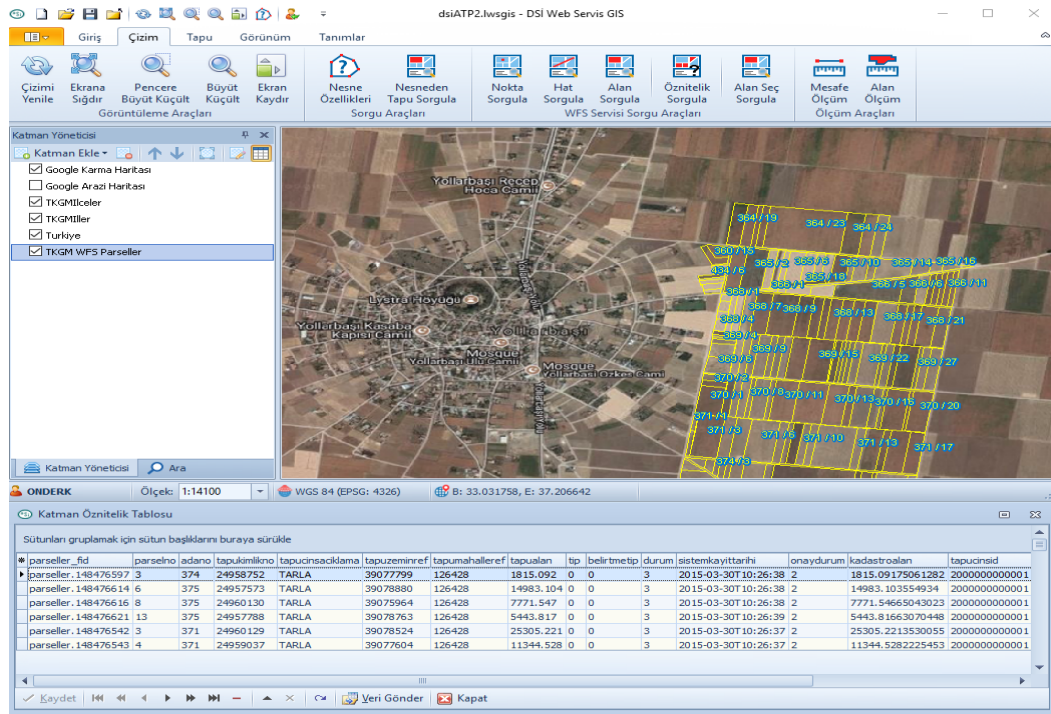 dsiATP2.lwsgis - DSİ Web Servis GIS
Giriş Çizim Tapu Görünüm Tanımlar
Çizimi Yenile
Ekrana Sığdır
Pencere Büyüt Küçült
Büyüt Küçült
Ekran Kaydır
Nesne Özellikleri
Nesneden Tapu Sorgula
Nokta Sorgula
Hat Sorgula
Alan Sorgula
Öznitelik Sorgula
Alan Seç Sorgula
Mesafe Ölçüm
Alan Ölçüm
Görüntüleme Araçları Sorgu Araçları WFS Servisi Sorgu Araçları Ölçüm Araçları
Katman Yöneticisi
Katman Ekle
Google Karma Haritası
Google Arazi Haritası
TKGMIlceler
TKGMIller
Turkiye
TKGM WFS Parseller
Katman Yöneticisi Ara
Yollarbaşı Recep
Hoca Camii
Lystra Höyüğü
Yollarbaşı Kasaba
Kapısı Camii
Yollarbaşı
Mosque
Yollarbaşı Ulu Camii
Mosque
Yollarbaşı Özkeş Camii
364 / 19 364 / 23 364 / 24
360 / 15
434 / 6 365 / 2 365 / 8 365 / 10 365 / 14 365 / 16
365 / 18
368 / 1 366 / 1 366 / 5 366 / 6 366 / 11
368 / 4 368 / 7 368 / 9 368 / 13 368 / 17 368 / 21
369 / 4
369 / 6 369 / 9 369 / 15 369 / 22 369 / 27
370 / 2
370 / 1 370 / 8 370 / 11 370 / 13 370 / 16 370 / 20
371 / 1
371 / 3 371 / 6 371 / 10 371 / 13 371 / 17
374 / 3
ONDERK Ölçek: 1:14100 WGS 84 (EPSG: 4326) B: 33.031758, E: 37.206642
Katman Öznitelik Tablosu
Sütunları gruplamak için sütun başlıklarını buraya sürükle
parseller_fid parselno adano tapukimlikno tapucinsaciklama tapuzeminref tapumahalleref tapualan tip belirtmetip durum sistemkayittarihi onaydurum kadastroalan tapucinsid
parseller.148476597 3 374 24958752 TARLA 39077799 126428 1815.092 0 0 3 2015-03-30T10:26:38 2 1815.09175061282 2000000000001
parseller.148476614 6 375 24957573 TARLA 39078880 126428 14983.104 0 0 3 2015-03-30T10:26:38 2 14983.103554934 2000000000001
parseller.148476616 8 375 24960130 TARLA 39075964 126428 7771.547 0 0 3 2015-03-30T10:26:38 2 7771.54665043023 2000000000001
parseller.148476621 13 375 24957788 TARLA 39078763 126428 5443.817 0 0 3 2015-03-30T10:26:39 2 5443.81663070448 2000000000001
parseller.148476542 3 371 24960129 TARLA 39078524 126428 25305.221 0 0 3 2015-03-30T10:26:37 2 25305.2213530055 2000000000001
parseller.148476543 4 371 24959037 TARLA 39077604 126428 11344.528 0 0 3 2015-03-30T10:26:37 2 11344.5282225453 2000000000001
Kaydet Veri Gönder Kapat